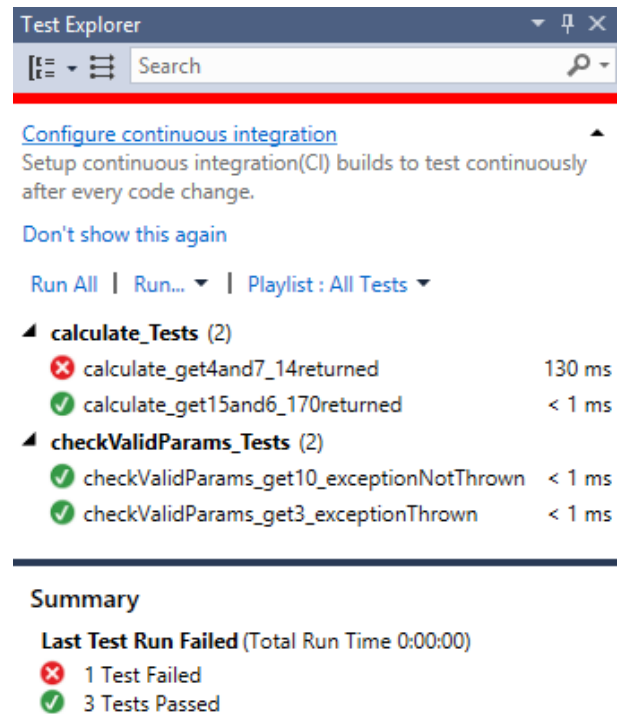 Test Explorer
Search
Configure continuous integration
Setup continuous integration(CI) builds to test continuously
after every code change.
Don't show this again
Run All | Run... | Playlist : All Tests
calculate_Tests (2)
calculate_get4and7_14returned 130 ms
calculate_get15and6_170returned < 1 ms
checkValidParams_Tests (2)
checkValidParams_get10_exceptionNotThrown < 1 ms
checkValidParams_get3_exceptionThrown < 1 ms
Summary
Last Test Run Failed (Total Run Time 0:00:00)
1 Test Failed
3 Tests Passed